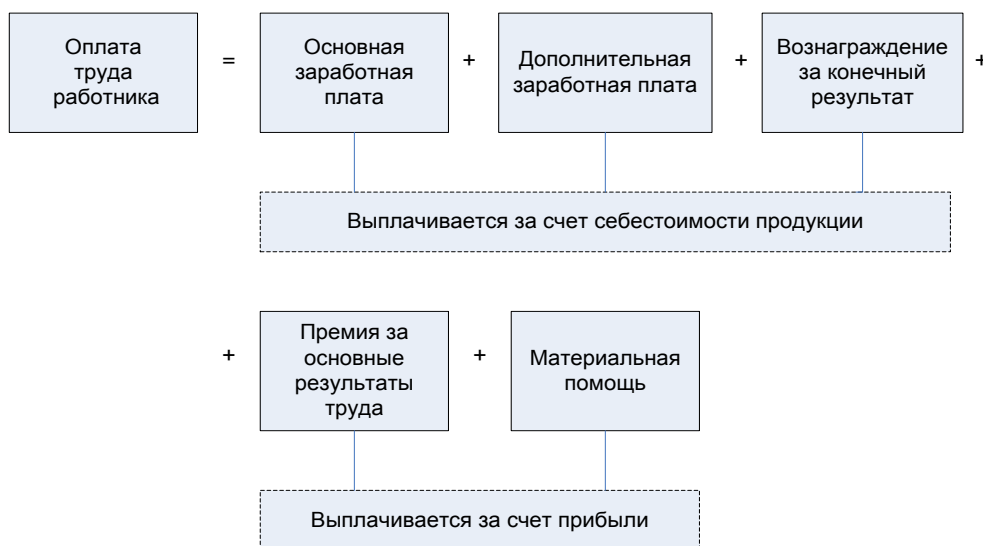 Оплата
труда
работника
=
Основная
заработная
плата
+
Дополнительная
заработная плата
+
Вознаграждение
за конечный
результат
+
Выплачивается за счет себестоимости продукции
+
Премия за
основные
результаты
труда
+
Материальная
помощь
Выплачивается за счет прибыли